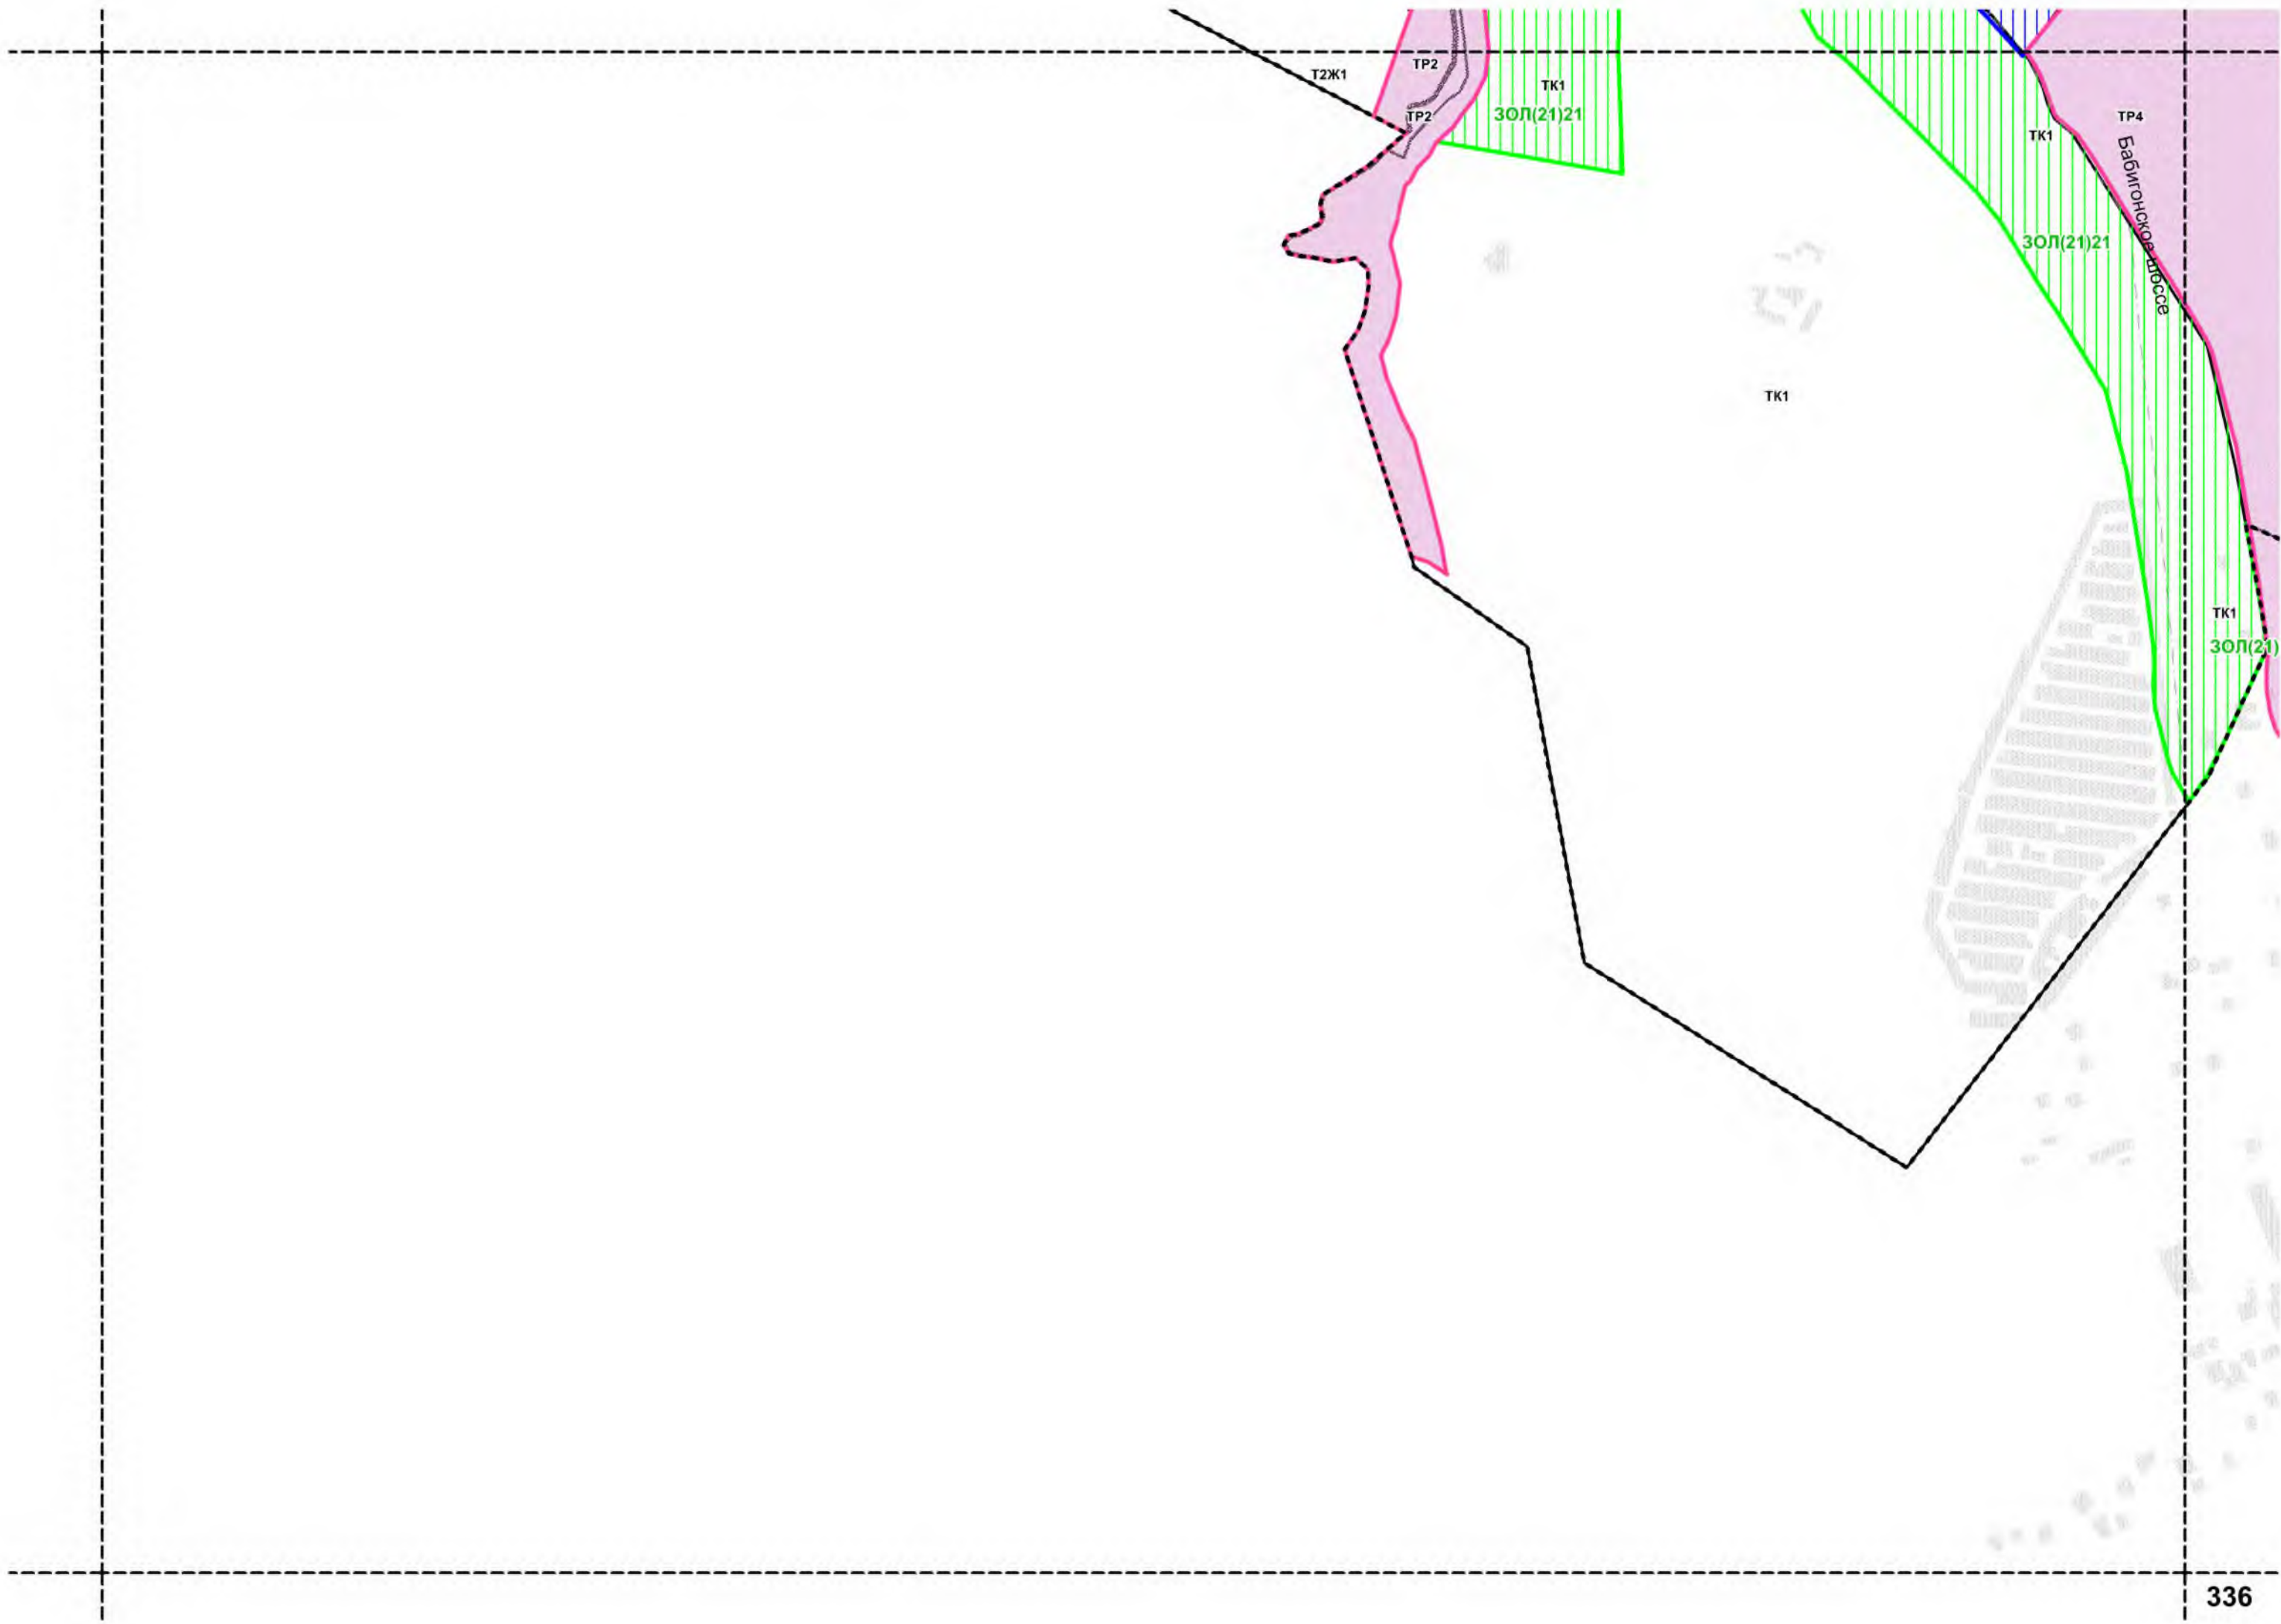 ТР2
Т2Ж1
ТК1
ЗОЛ(21)21
ТР2
ТР4
ТК1
Бабигонское шоссе
ЗОЛ(21)21
ТК1
ТК1
ЗОЛ(21)
336